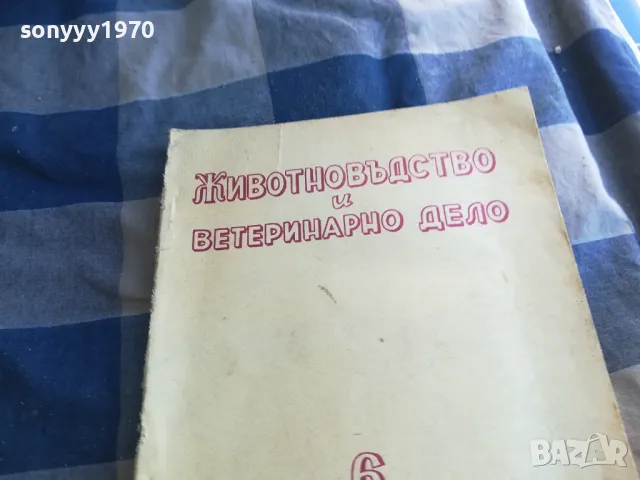 sonyyy1970
ЖИВОТНОВЪДСТВО
и
ВЕТЕРИНАРНО ДЕЛО
6
BAZAR